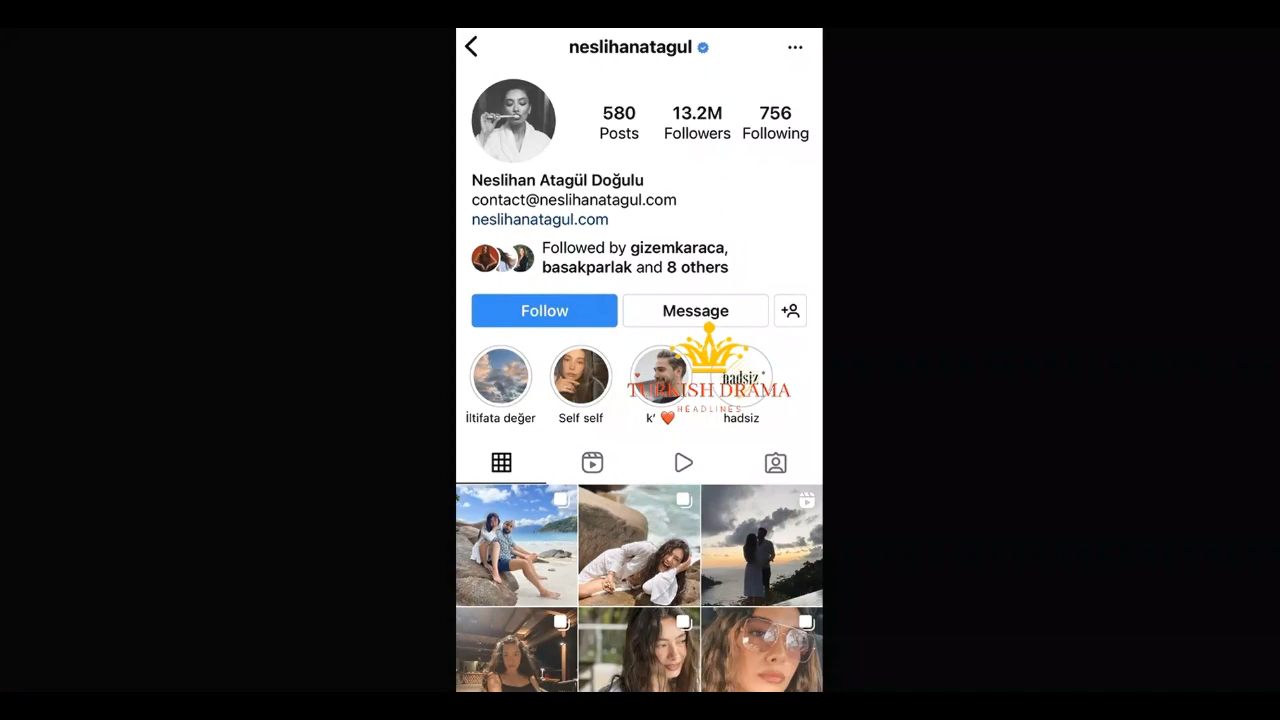 neslihanatagul
580 13.2M 756
Posts Followers Following
Neslihan Atagül Doğulu
contact@neslihanatagul.com
neslihanatagul.com
Followed by gizemkaraca,
basakparlak and 8 others
Follow Message
hadsiz
TURKISH DRAMA
HEADLINES
İltifata değer Self self k' ❤️ hadsiz